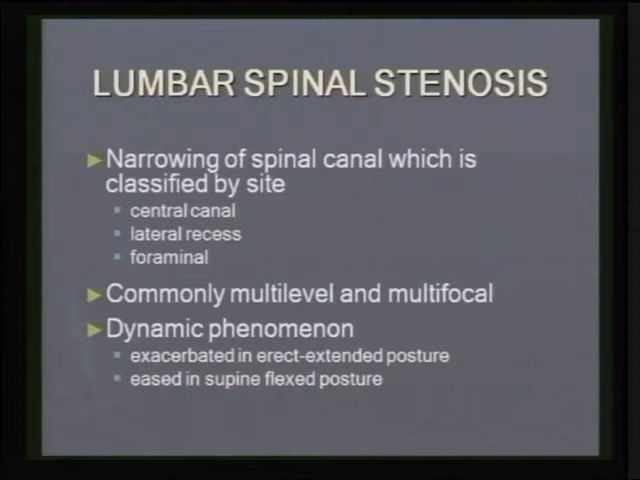 LUMBAR SPINAL STENOSIS
Narrowing of spinal canal which is
classified by site
central canal
lateral recess
foraminal
Commonly multilevel and multifocal
Dynamic phenomenon
exacerbated in erect-extended posture
eased in supine flexed posture